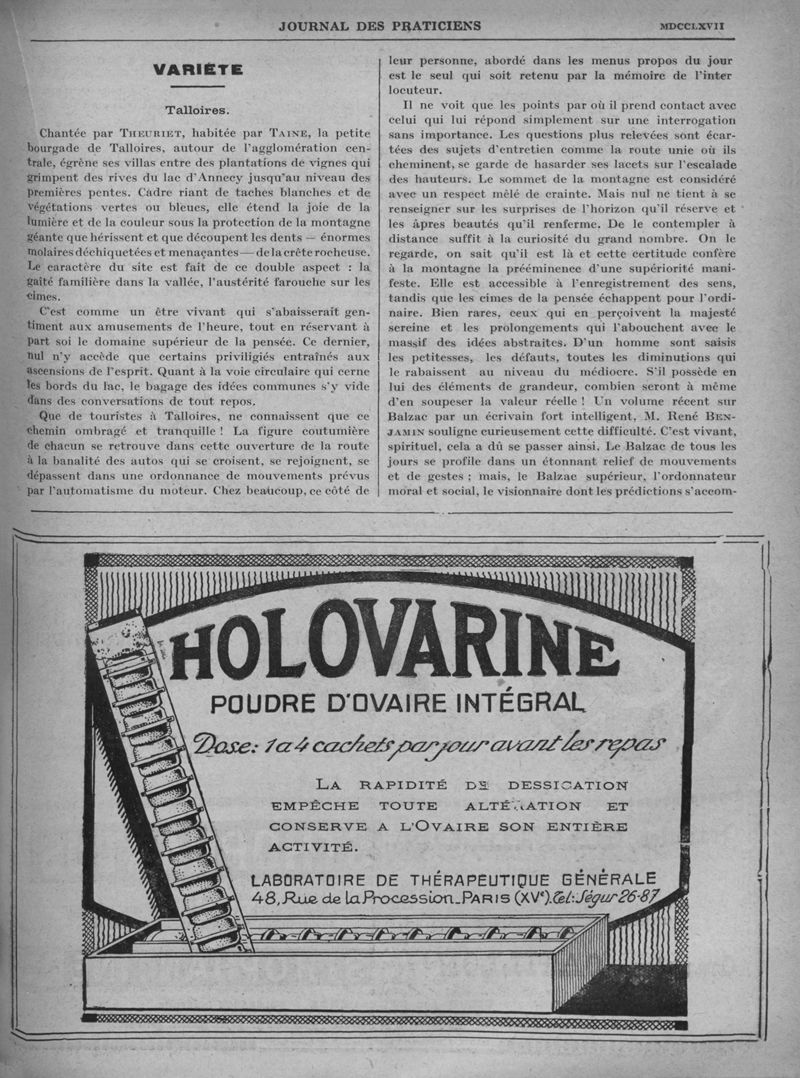 JOURNAL DES PRATICIENS
MDCCLXVII
VARIÉTÉ
Talloires.
Chantée par THEURIET, habitée par TAINE, la petite
bourgade de Talloires, autour de l'agglomération cen-
trale, égrène ses villas entre des plantations de vignes qui
grimpent des rives du lac d'Annecy jusqu'au niveau des
premières pentes. Cadre riant de taches blanches et de
végétations vertes ou bleues, elle étend la joie de la
lumière et de la couleur sous la protection de la montagne
géante que hérissent et que découpent les dents — énormes
molaires déchiquetées et menaçantes — de la crête rocheuse.
Le caractère du site est fait de ce double aspect : la
gaîté familière dans la vallée, l'austérité farouche sur les
cimes.
C'est comme un être vivant qui s'abaisserait gen-
timent aux amusements de l'heure, tout en réservant à
part soi le domaine supérieur de la pensée. Ce dernier,
nul n'y accède que certains priviligiés entraînés aux
ascensions de l'esprit. Quant à la voie circulaire qui cerne
les bords du lac, le bagage des idées communes s'y vide
dans des conversations de tout repos.
Que de touristes à Talloires, ne connaissent que ce
chemin ombragé et tranquille ! La figure coutumière
de chacun se retrouve dans cette ouverture de la route
à la banalité des autos qui se croisent, se rejoignent, se
dépassent dans une ordonnance de mouvements prévus
par l'automatisme du moteur. Chez beaucoup, ce côté de
leur personne, abordé dans les menus propos du jour
est le seul qui soit retenu par la mémoire de l'inter
locuteur.
Il ne voit que les points par où il prend contact avec
celui qui lui répond simplement sur une interrogation
sans importance. Les questions plus relevées sont écar-
tées des sujets d'entretien comme la route unie où ils
cheminent, se garde de hasarder ses lacets sur l'escalade
des hauteurs. Le sommet de la montagne est considéré
avec un respect mêlé de crainte. Mais nul ne tient à se
renseigner sur les surprises de l'horizon qu'il réserve et
les âpres beautés qu'il renferme. De le contempler à
distance suffit à la curiosité du grand nombre. On le
regarde, on sait qu'il est là et cette certitude confère
à la montagne la prééminence d'une supériorité mani-
feste. Elle est accessible à l'enregistrement des sens,
tandis que les cimes de la pensée échappent pour l'ordi-
naire. Bien rares, ceux qui en perçoivent la majesté
sereine et les prolongements qui l'abouchent avec le
massif des idées abstraites. D'un homme sont saisis
les petitesses, les défauts, toutes les diminutions qui
le rabaissent au niveau du médiocre. S'il possède en
lui des éléments de grandeur, combien seront à même
d'en soupeser la valeur réelle ! Un volume récent sur
Balzac par un écrivain fort intelligent, M. René BEN-
JAMIN souligne curieusement cette difficulté. C'est vivant,
spirituel, cela a dû se passer ainsi. Le Balzac de tous les
jours se profile dans un étonnant relief de mouvements
et de gestes ; mais, le Balzac supérieur, l'ordonnateur
moral et social, le visionnaire dont les prédictions s'accom-
HOLOVARINE
POUDRE D'OVAIRE INTÉGRAL
Dose: 1 a 4 cachets par jour avant les repas
LA RAPIDITÉ DE DESSICATION
EMPÊCHE TOUTE ALTÉRATION ET
CONSERVE A L'OVAIRE SON ENTIÈRE
ACTIVITÉ.
LABORATOIRE DE THÉRAPEUTIQUE GÉNÉRALE
48, Rue de la Procession_PARIS (XVe). Tel: Ségur 26-87